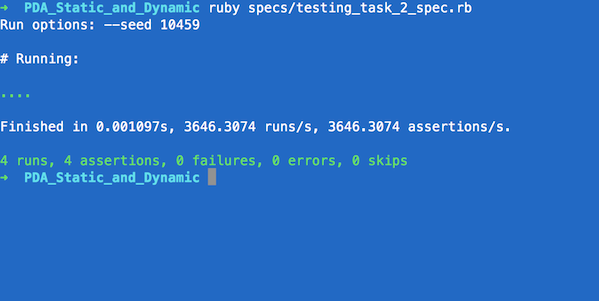 ➜ PDA_Static_and_Dynamic ruby specs/testing_task_2_spec.rb
Run options: --seed 10459
# Running:
....
Finished in 0.001097s, 3646.3074 runs/s, 3646.3074 assertions/s.
4 runs, 4 assertions, 0 failures, 0 errors, 0 skips
➜ PDA_Static_and_Dynamic